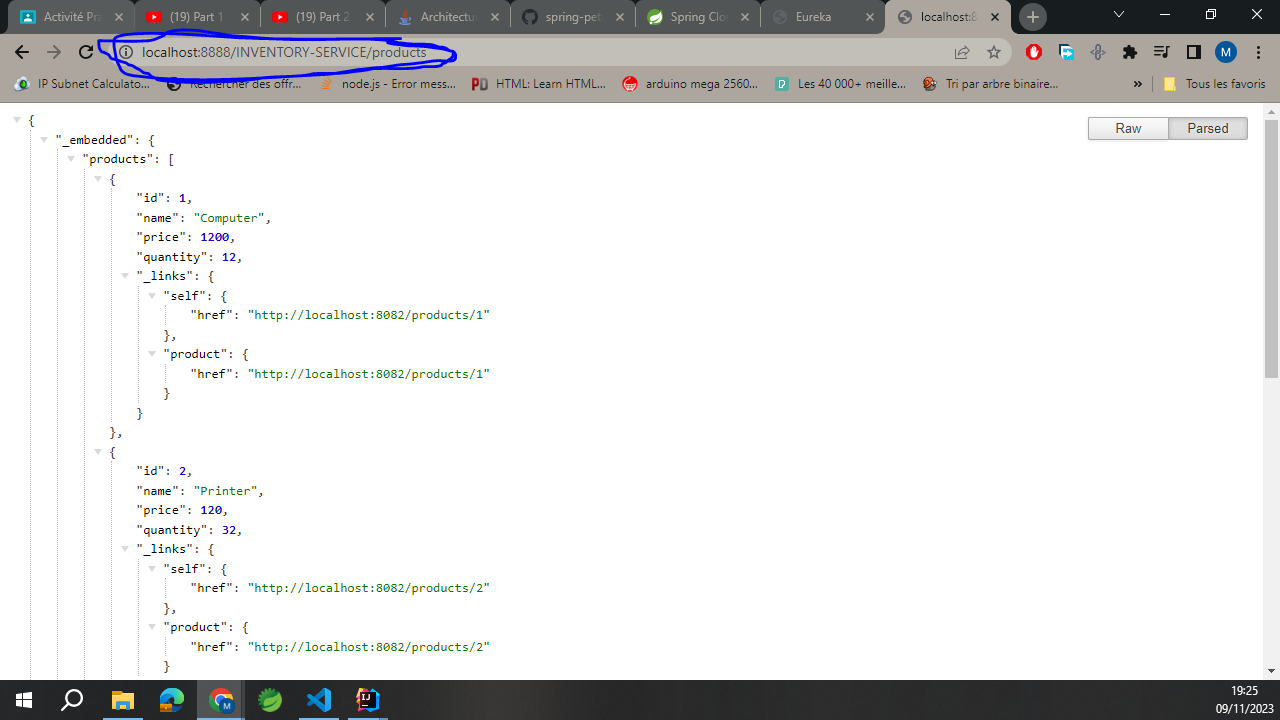 Activité Pra
(19) Part 1
(19) Part 2
Architectu
spring-pet
Spring Clo
Eureka
localhost:8
localhost:8888/INVENTORY-SERVICE/products
M
IP Subnet Calculato...
Rechercher des offr...
node.js - Error mess...
HTML: Learn HTML...
arduino mega 2560...
Les 40 000+ meille...
Tri par arbre binaire...
»
Tous les favoris
Raw
Parsed
{
"_embedded": {
"products": [
{
"id": 1,
"name": "Computer",
"price": 1200,
"quantity": 12,
"_links": {
"self": {
"href": "http://localhost:8082/products/1"
},
"product": {
"href": "http://localhost:8082/products/1"
}
}
},
{
"id": 2,
"name": "Printer",
"price": 120,
"quantity": 32,
"_links": {
"self": {
"href": "http://localhost:8082/products/2"
},
"product": {
"href": "http://localhost:8082/products/2"
}
19:25
09/11/2023